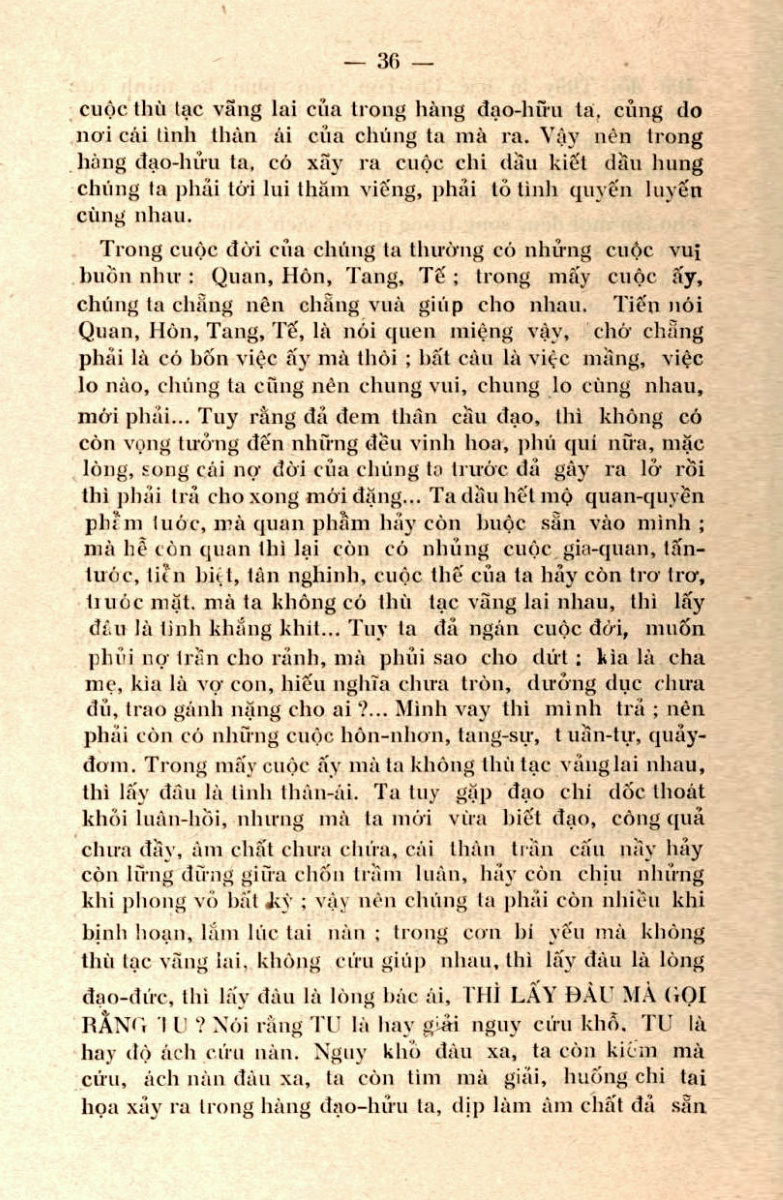 — 36 —
cuộc thù tạc vãng lai của trong hàng đạo-hữu ta, củng do
nơi cái tình thân ái của chúng ta mà ra. Vậy nên trong
hàng đạo-hửu ta, có xãy ra cuộc chi dầu kiết dầu hung
chúng ta phải tới lui thăm viếng, phải tỏ tình quyến luyến
cùng nhau.
Trong cuộc đời của chúng ta thường có nhửng cuộc vui
buồn như : Quan, Hôn, Tang, Tế ; trong mấy cuộc ấy,
chúng ta chẵng nên chẵng vuà giúp cho nhau. Tiến nói
Quan, Hôn, Tang, Tế, là nói quen miệng vậy, chớ chẵng
phải là có bốn việc ấy mà thôi ; bất câu là việc mầng, việc
lo nào, chúng ta cũng nên chung vui, chung lo cùng nhau,
mới phải... Tuy rằng đả đem thân cầu đạo, thì không có
còn vọng tưởng đến những đều vinh hoa, phú quí nữa, mặc
lòng, song cái nợ đời của chúng ta trước đả gây ra lở rồi
thì phải trả cho xong mới đặng... Ta dầu hết mộ quan-quyền
phẩm tước, mà quan phẩm hảy còn buộc sẵn vào mình ;
mà hễ còn quan thì lại còn có nhủng cuộc gia-quan, tấn-
tước, tiễn biệt, tân nghinh, cuộc thế của ta hảy còn trơ trơ,
trước mặt. mà ta không có thù tạc vãng lai nhau, thì lấy
đâu là tình khắng khít... Tuy ta đả ngán cuộc đời, muốn
phủi nợ trần cho rảnh, mà phủi sao cho dứt ; kìa là cha
mẹ, kìa là vợ con, hiếu nghĩa chưa tròn, dưởng dục chưa
đủ, trao gánh nặng cho ai ?... Mình vay thì mình trả ; nên
phải còn có những cuộc hôn-nhơn, tang-sự, tuần-tự, quảy-
đơm. Trong mấy cuộc ấy mà ta không thù tạc vảng lai nhau,
thì lấy đâu là tình thân-ái. Ta tuy gặp đạo chí dốc thoát
khỏi luân-hồi, nhưng mà ta mới vừa biết đạo, công quả
chưa đầy, âm chất chưa chứa, cái thân trần cấu nầy hảy
còn lững đững giữa chốn trầm luân, hảy còn chịu nhửng
khi phong vỏ bất kỳ ; vậy nên chúng ta phải còn nhiều khi
bịnh hoạn, lắm lúc tai nàn ; trong cơn bí yếu mà không
thù tạc vãng lai, không cứu giúp nhau, thì lấy đâu là lòng
đạo-đức, thì lấy đâu là lòng bác ái, THÌ LẤY ĐÂU MÀ GỌI
RẰNG TU ? Nói rằng TU là hay giải nguy cứu khổ, TU là
hay độ ách cứu nàn. Nguy khổ đâu xa, ta còn kiếm mà
cứu, ách nàn đâu xa, ta còn tìm mà giải, huống chi tai
họa xảy ra trong hàng đạo-hửu ta, dịp làm âm chất đả sẵn